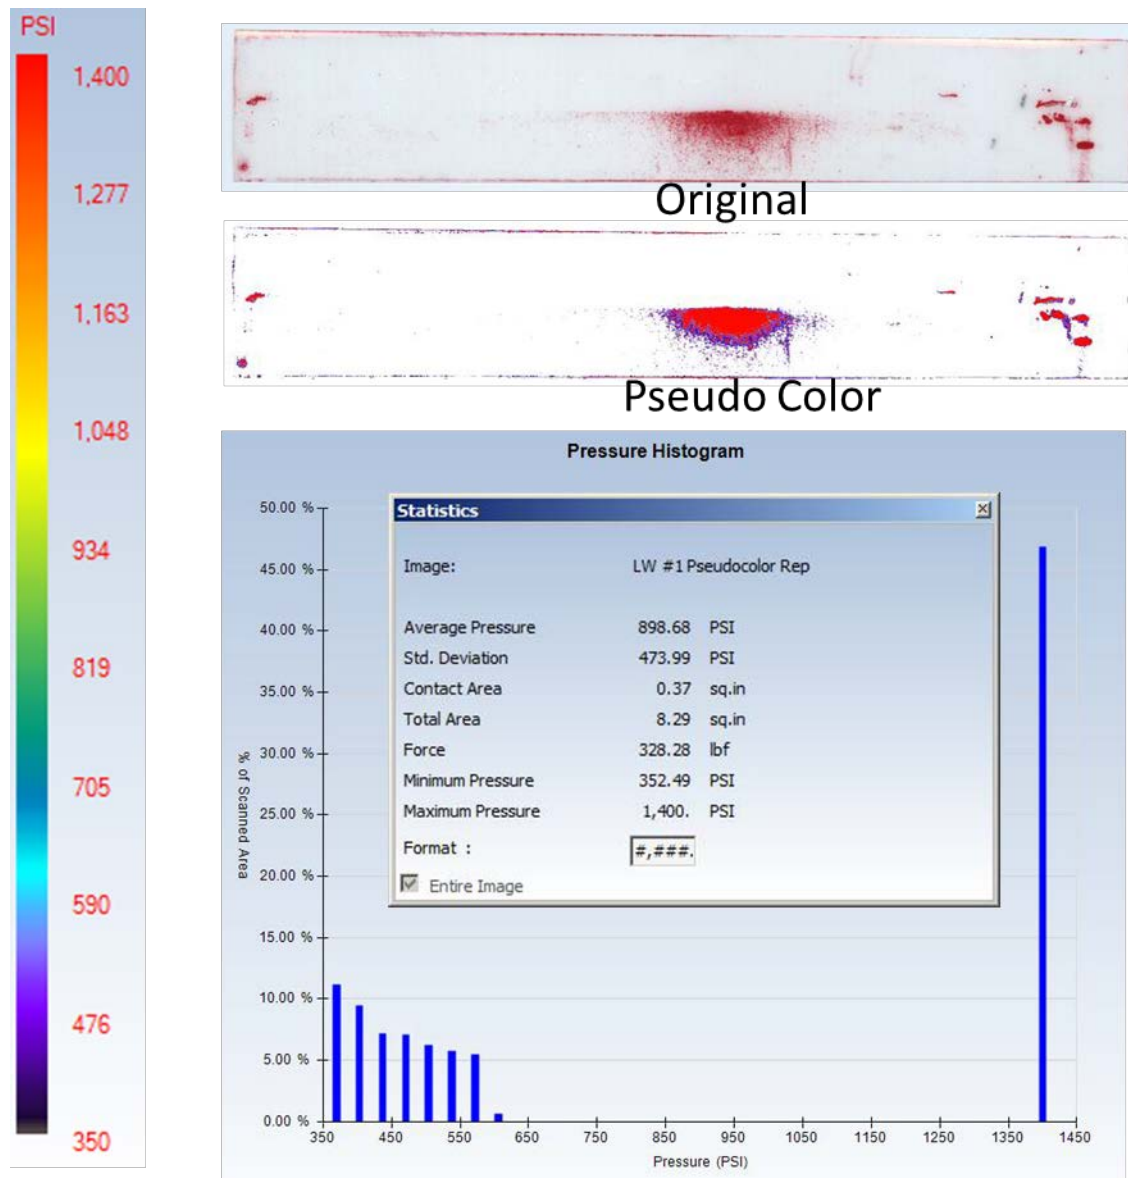 PSI
1,400
1,277
1,163
1,048
934
819
705
590
476
350
Original
Pseudo Color
Pressure Histogram
50.00 %
45.00 %
40.00 %
35.00 %
30.00 %
25.00 %
20.00 %
15.00 %
10.00 %
5.00 %
0.00 %
% of Scanned Area
Statistics
Image: LW #1 Pseudocolor Rep
Average Pressure 898.68 PSI
Std. Deviation 473.99 PSI
Contact Area 0.37 sq.in
Total Area 8.29 sq.in
Force 328.28 lbf
Minimum Pressure 352.49 PSI
Maximum Pressure 1,400. PSI
Format : #,###.
Entire Image
350 450 550 650 750 850 950 1050 1150 1250 1350 1450
Pressure (PSI)